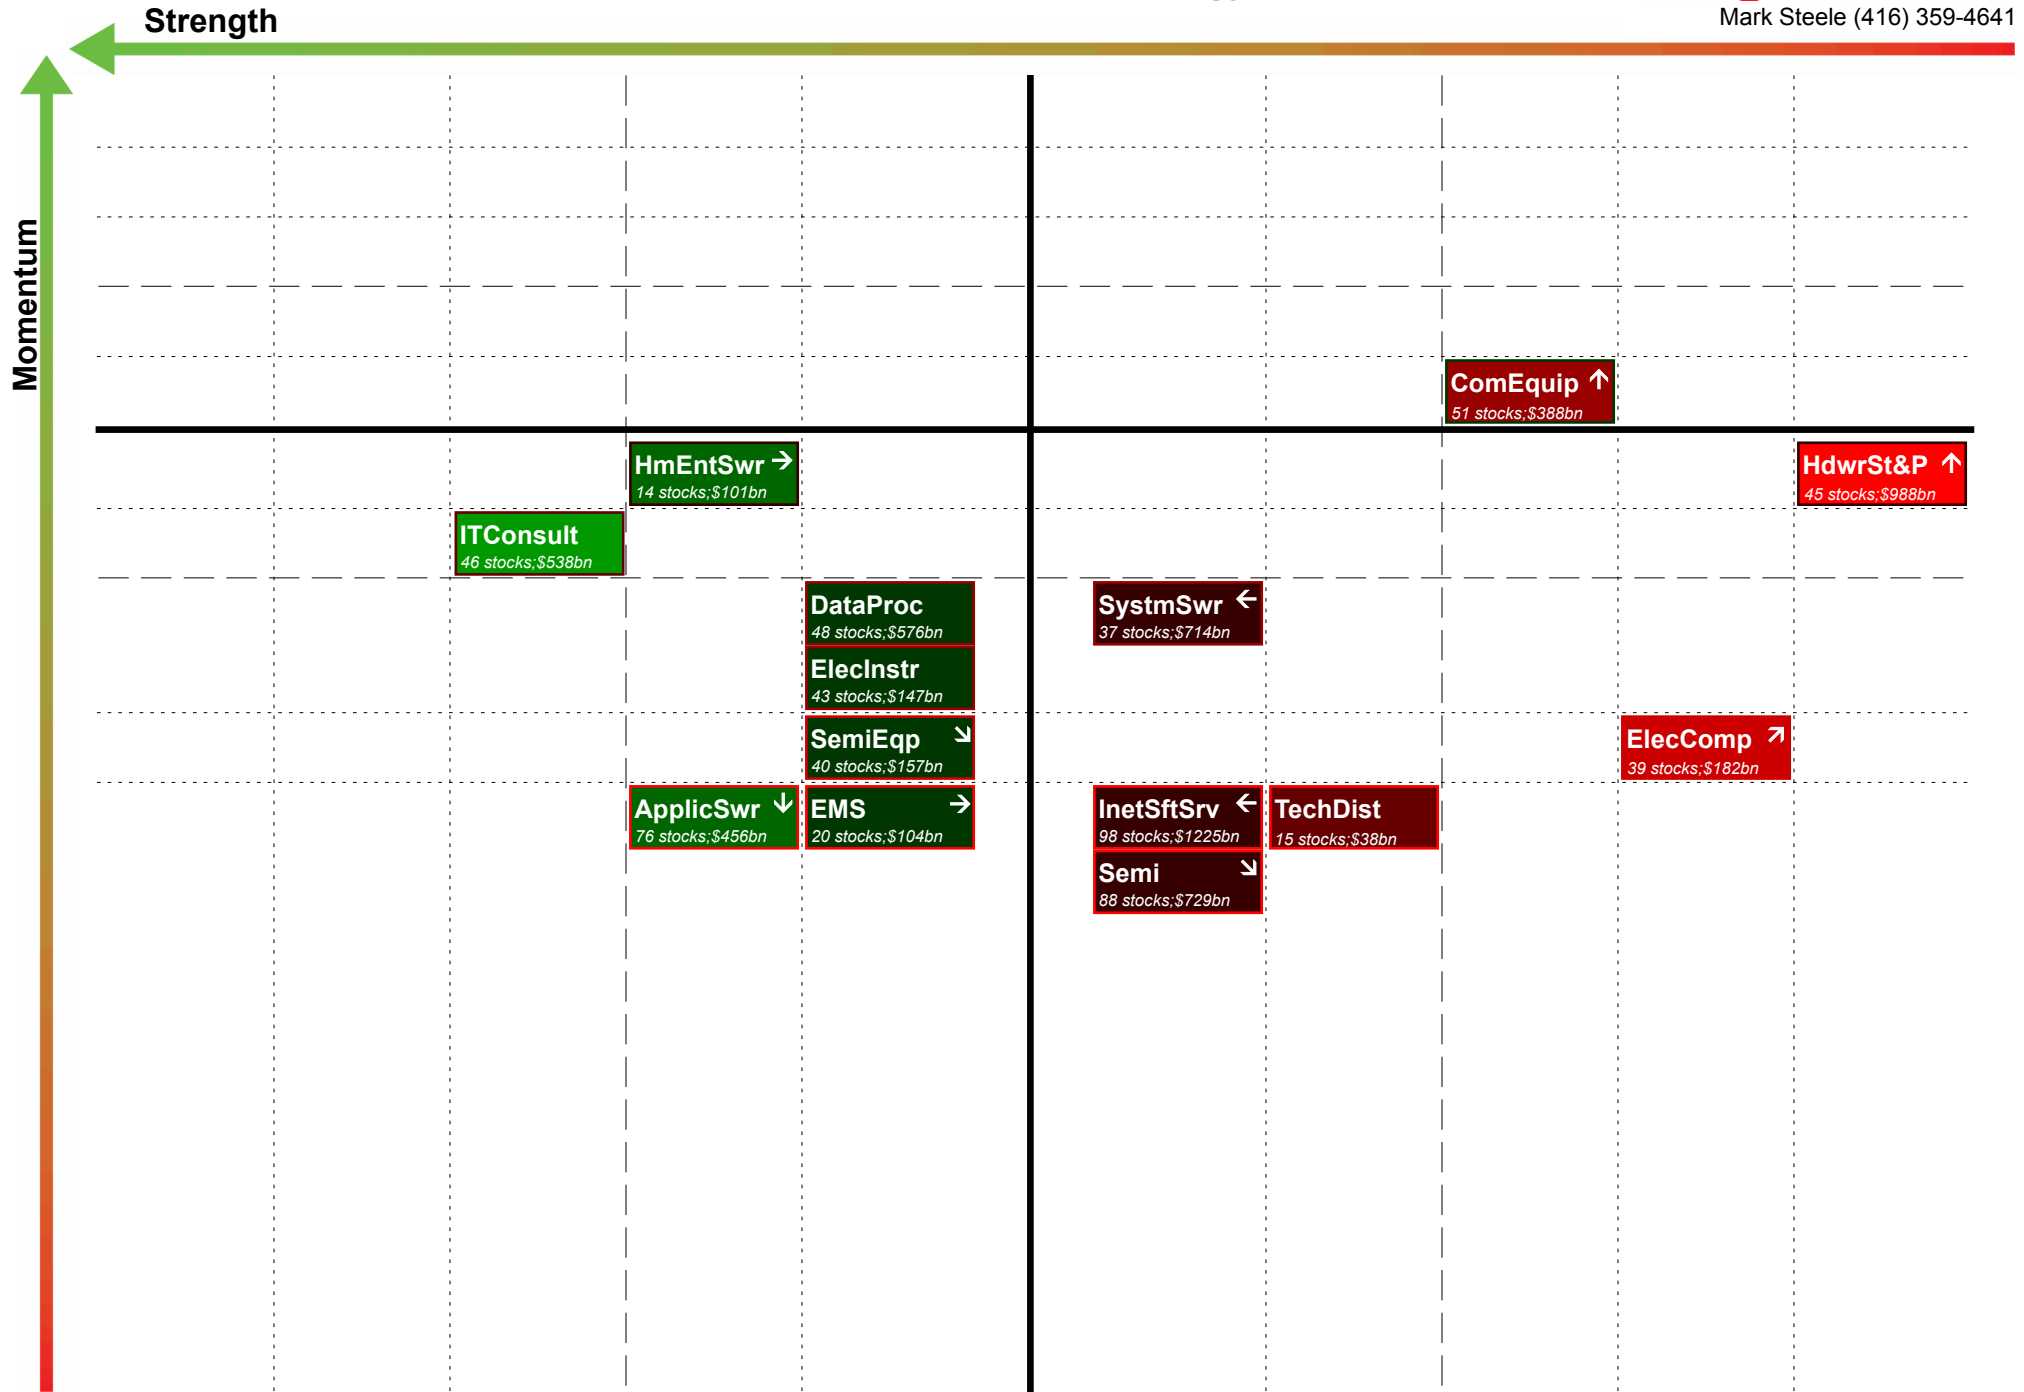 Strength
Mark Steele (416) 359-4641
Momentum
ComEquip ↑
51 stocks;$388bn
HmEntSwr →
14 stocks;$101bn
HdwrSt&P ↑
45 stocks;$988bn
ITConsult
46 stocks;$538bn
DataProc
48 stocks;$576bn
SystmSwr ←
37 stocks;$714bn
ElecInstr
43 stocks;$147bn
SemiEqp ↘
40 stocks;$157bn
ElecComp ↗
39 stocks;$182bn
ApplicSwr ↓
76 stocks;$456bn
EMS →
20 stocks;$104bn
InetSftSrv ←
98 stocks;$1225bn
TechDist
15 stocks;$38bn
Semi ↘
88 stocks;$729bn